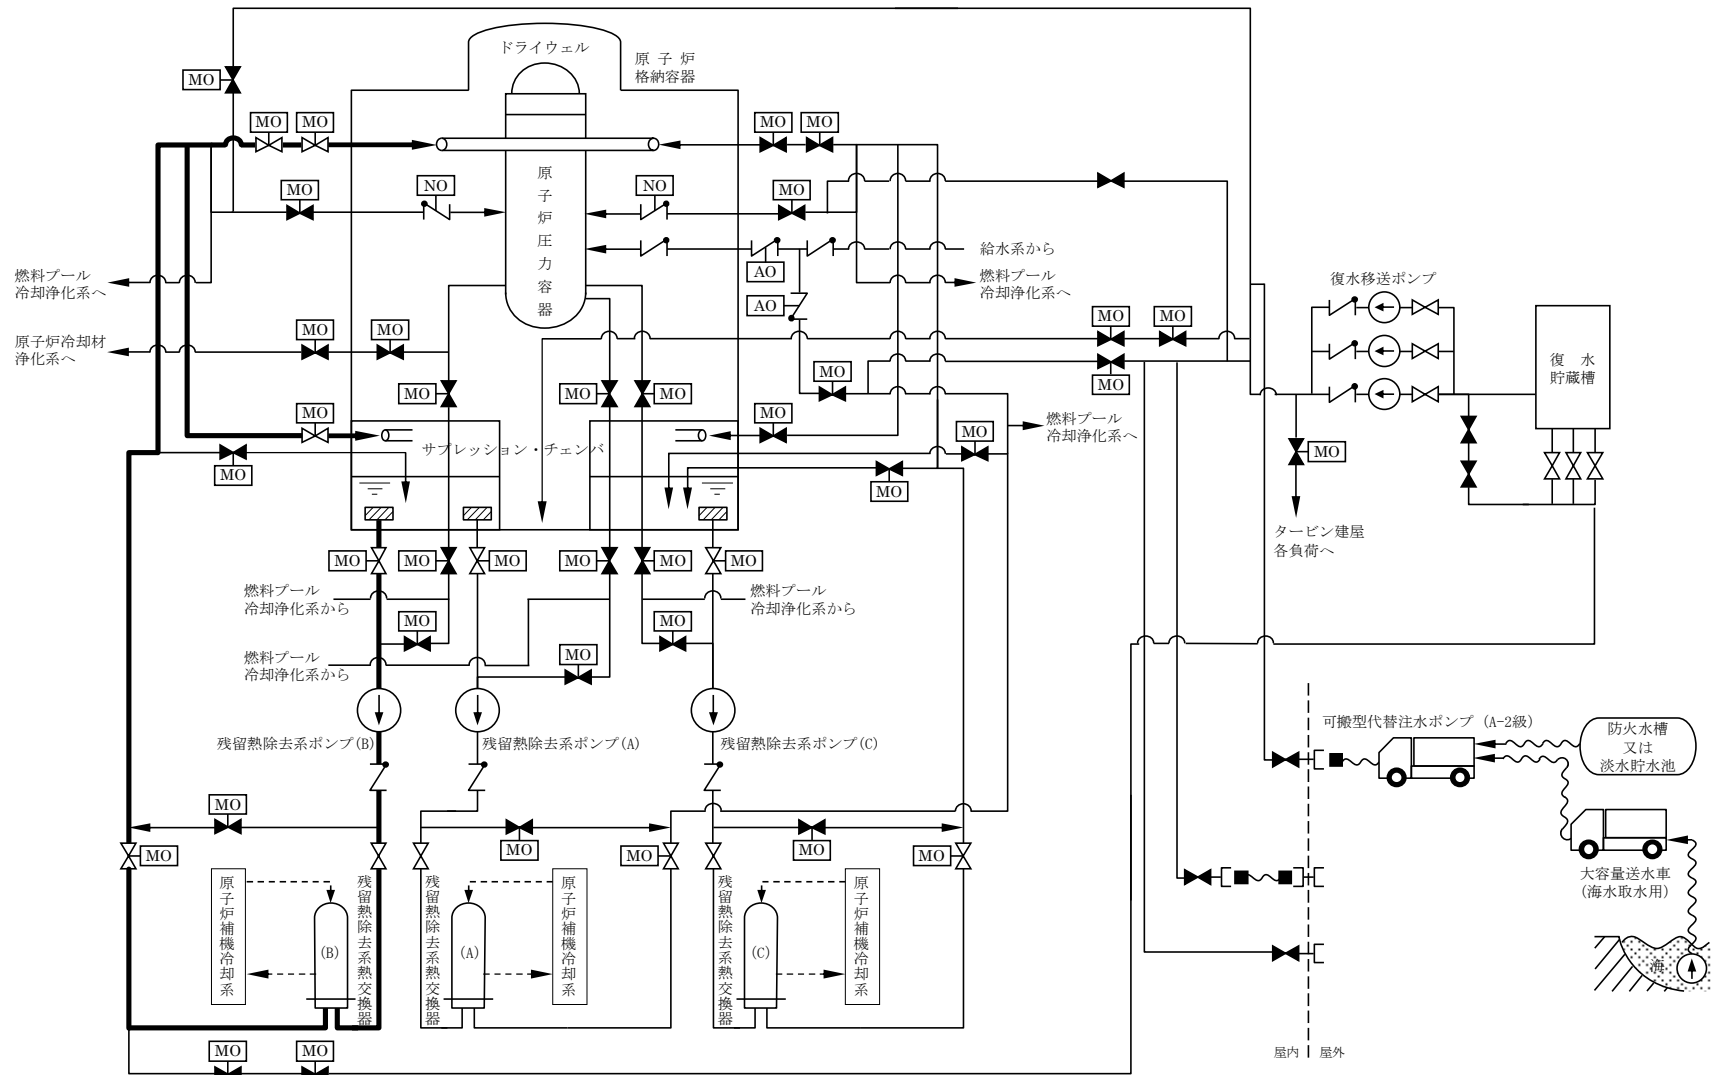 ドライウェル
原 子 炉
格納容器
MO
MO
MO
MO
MO
MO
NO
NO
MO
原子炉圧力容器
給水系から
AO
AO
燃料プール
冷却浄化系へ
燃料プール
冷却浄化系へ
復水移送ポンプ
MO
MO
MO
MO
MO
原子炉冷却材
浄化系へ
復 水
貯蔵槽
MO
MO
MO
MO
MO
MO
燃料プール
冷却浄化系へ
サプレッション・チェンバ
MO
MO
MO
MO
タービン建屋
各負荷へ
MO
MO
MO
MO
MO
MO
燃料プール
冷却浄化系から
燃料プール
冷却浄化系から
MO
MO
燃料プール
冷却浄化系から
MO
残留熱除去系ポンプ(B)
残留熱除去系ポンプ(A)
残留熱除去系ポンプ(C)
可搬型代替注水ポンプ (A-2級)
防火水槽
又は
淡水貯水池
MO
MO
MO
MO
MO
MO
大容量送水車
(海水取水用)
原子炉補機冷却系
(B)
残留熱除去系熱交換器
残留熱除去系熱交換器
(A)
原子炉補機冷却系
残留熱除去系熱交換器
(C)
原子炉補機冷却系
海
MO
MO
屋内
屋外